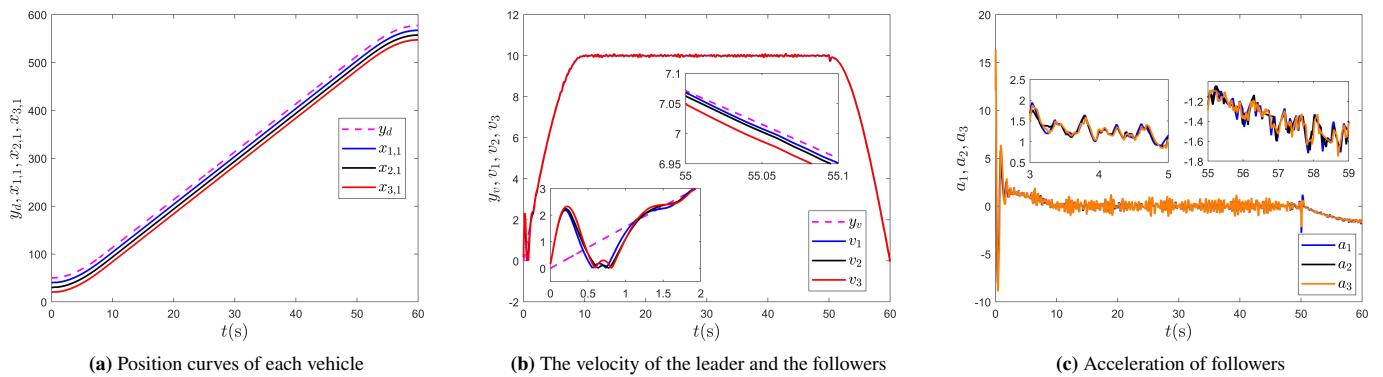 600
500
400
300
200
100
0
y_d, x_{1,1}, x_{2,1}, x_{3,1}
y_d
x_{1,1}
x_{2,1}
x_{3,1}
0 10 20 30 40 50 60
t(s)
(a) Position curves of each vehicle
12
10
8
6
4
2
0
-2
y_v, v_1, v_2, v_3
7.1
7.05
7
6.95
55 55.05 55.1
3
2
1
0
0 0.5 1 1.5 2
y_v
v_1
v_2
v_3
0 10 20 30 40 50 60
t(s)
(b) The velocity of the leader and the followers
20
15
10
5
0
-5
-10
a_1, a_2, a_3
2.5
2
1.5
1
0.5
3 4 5
-1.2
-1.4
-1.6
-1.8
55 56 57 58 59
a_1
a_2
a_3
0 10 20 30 40 50 60
t(s)
(c) Acceleration of followers